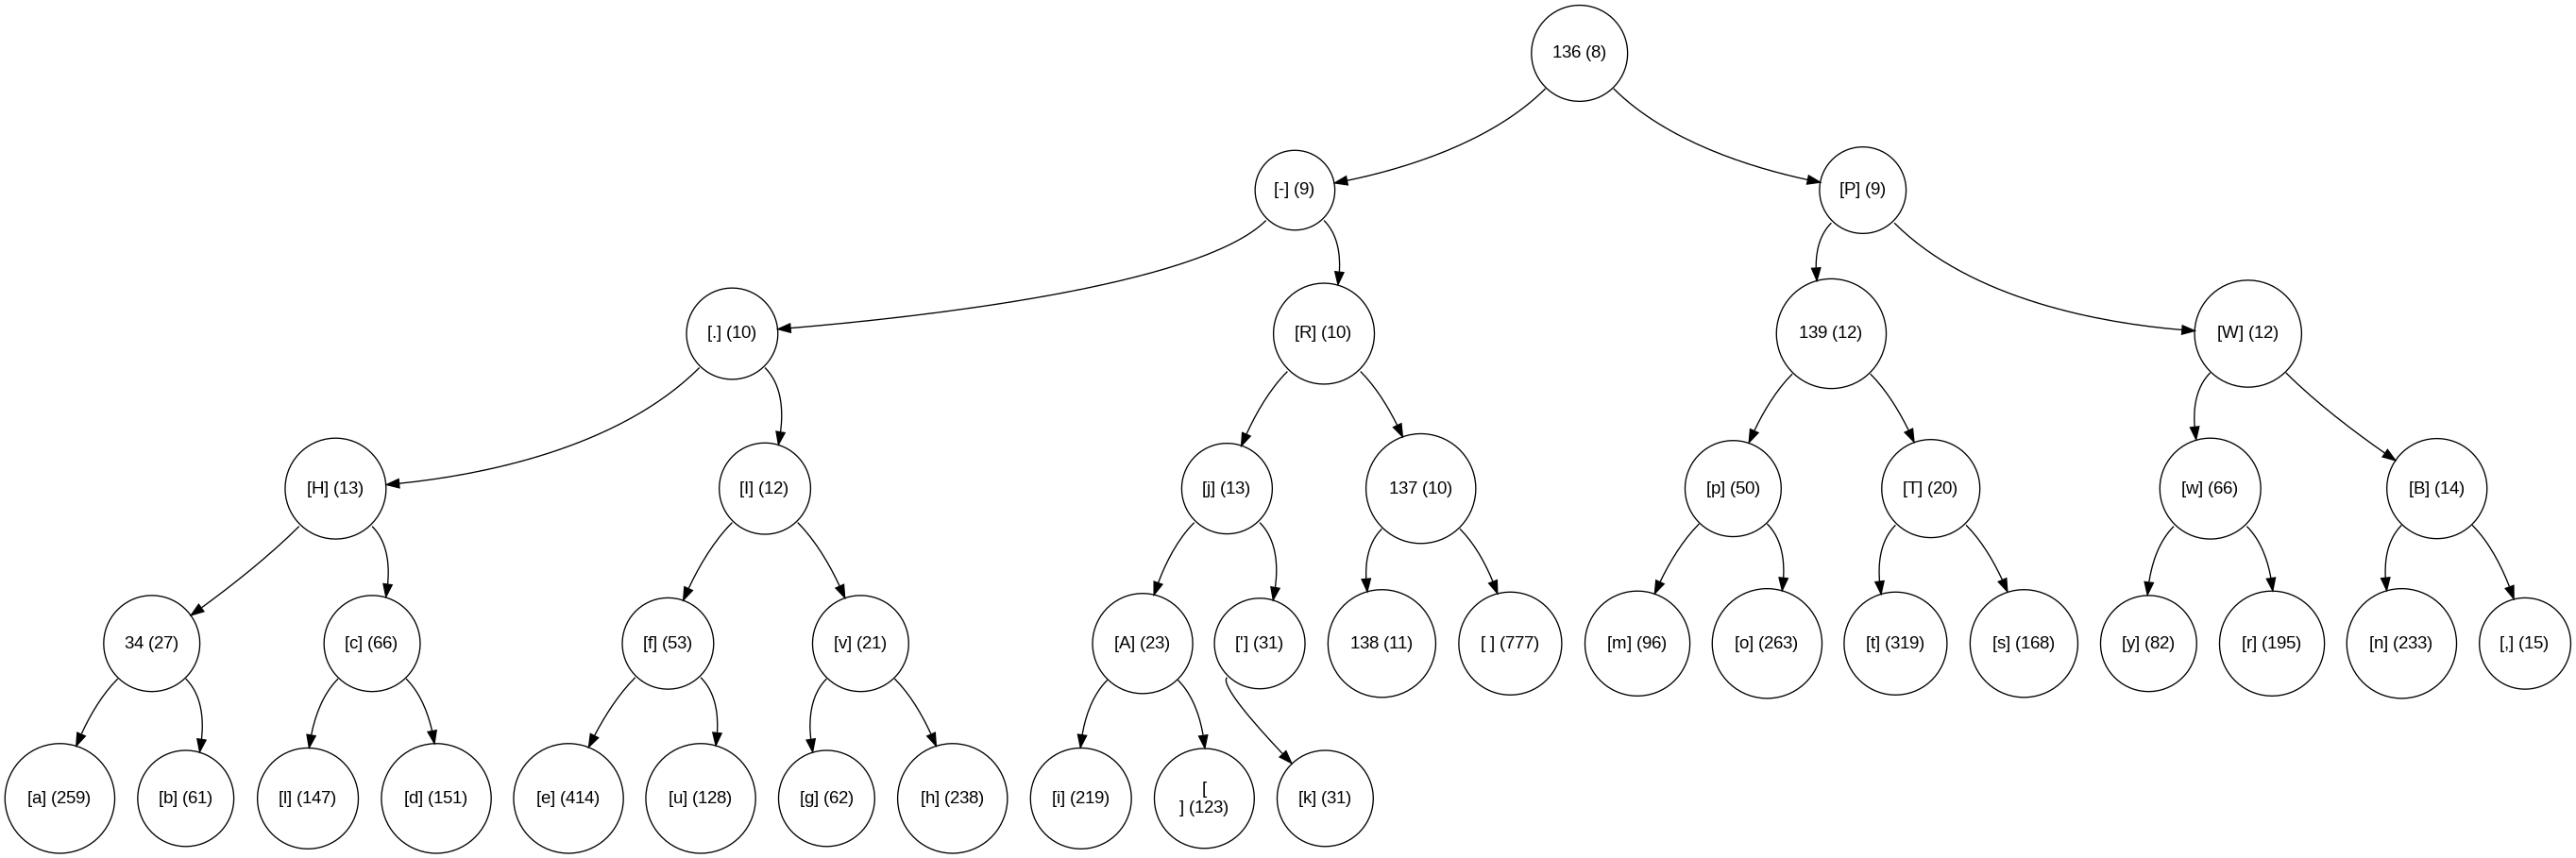 136 (8)
[-] (9)
[P] (9)
[.] (10)
[R] (10)
139 (12)
[W] (12)
[H] (13)
[I] (12)
[j] (13)
137 (10)
[p] (50)
[T] (20)
[w] (66)
[B] (14)
34 (27)
[c] (66)
[f] (53)
[v] (21)
[A] (23)
['] (31)
138 (11)
[ ] (777)
[m] (96)
[o] (263)
[t] (319)
[s] (168)
[y] (82)
[r] (195)
[n] (233)
[,] (15)
[a] (259)
[b] (61)
[l] (147)
[d] (151)
[e] (414)
[u] (128)
[g] (62)
[h] (238)
[i] (219)
[
] (123)
[k] (31)